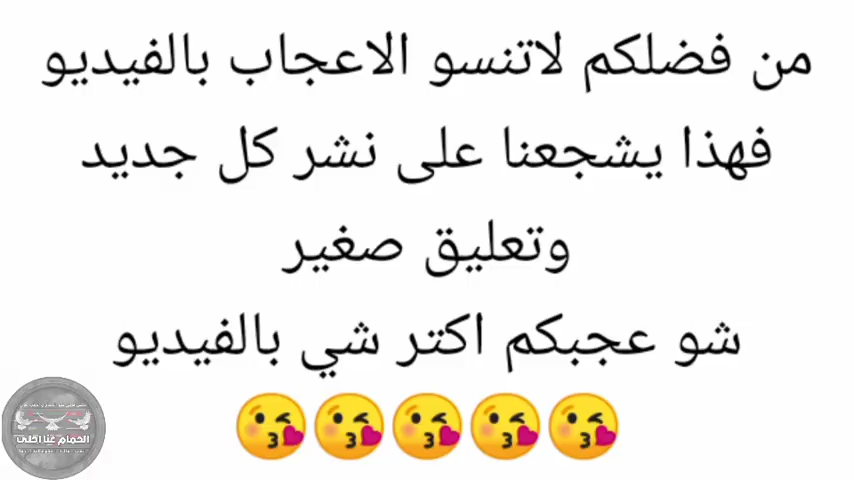 من فضلكم لاتنسو الاعجاب بالفيديو
فهذا يشجعنا على نشر كل جديد
وتعليق صغير
شو عجبكم اكتر شي بالفيديو
😘😘😘😘😘